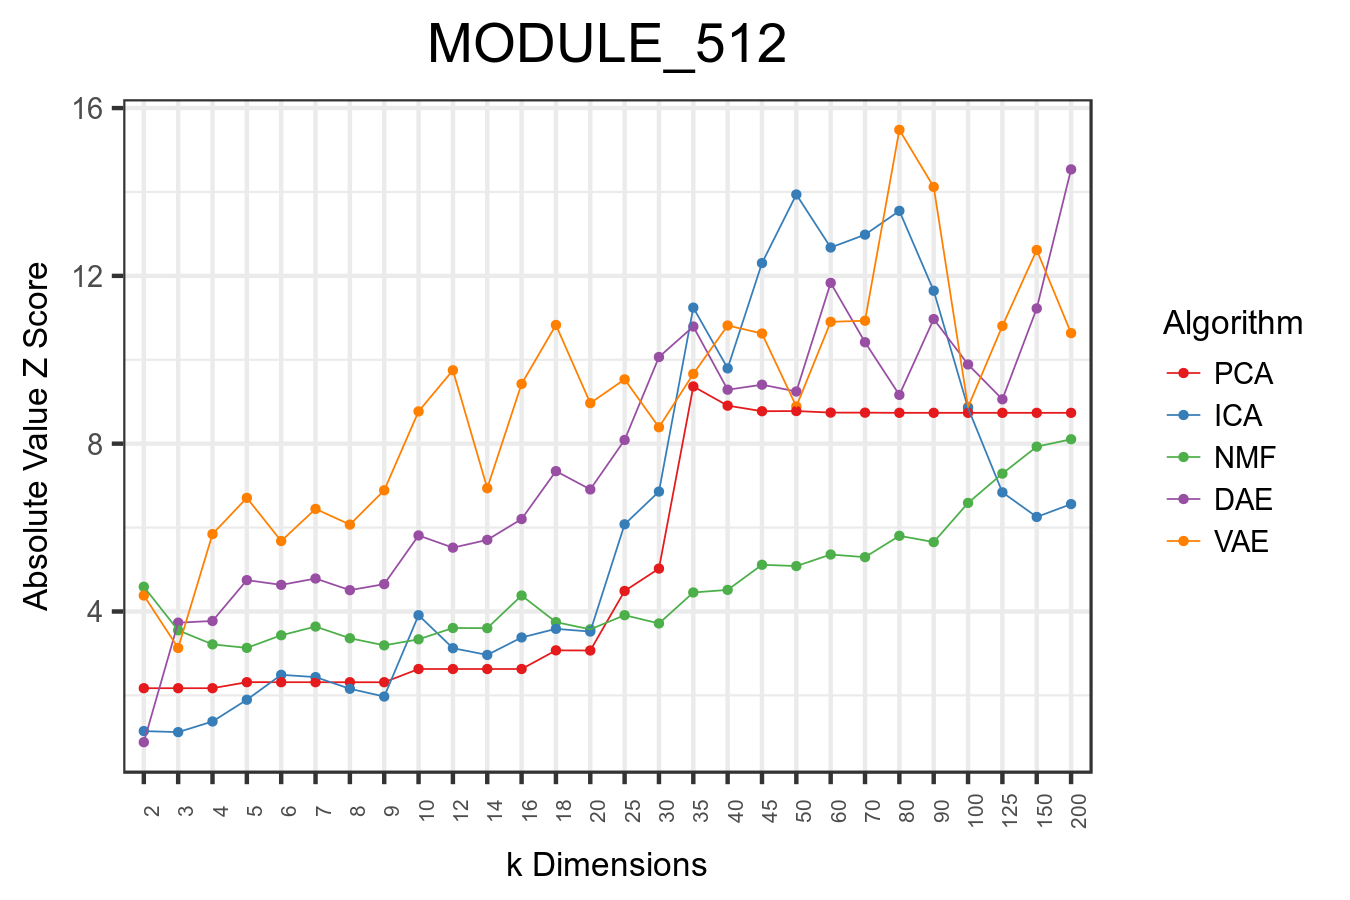 MODULE_512
16
12
8
4
Absolute Value Z Score
2 3 4 5 6 7 8 9 10 12 14 16 18 20 25 30 35 40 45 50 60 70 80 90 100 125 150 200
k Dimensions
Algorithm
PCA
ICA
NMF
DAE
VAE